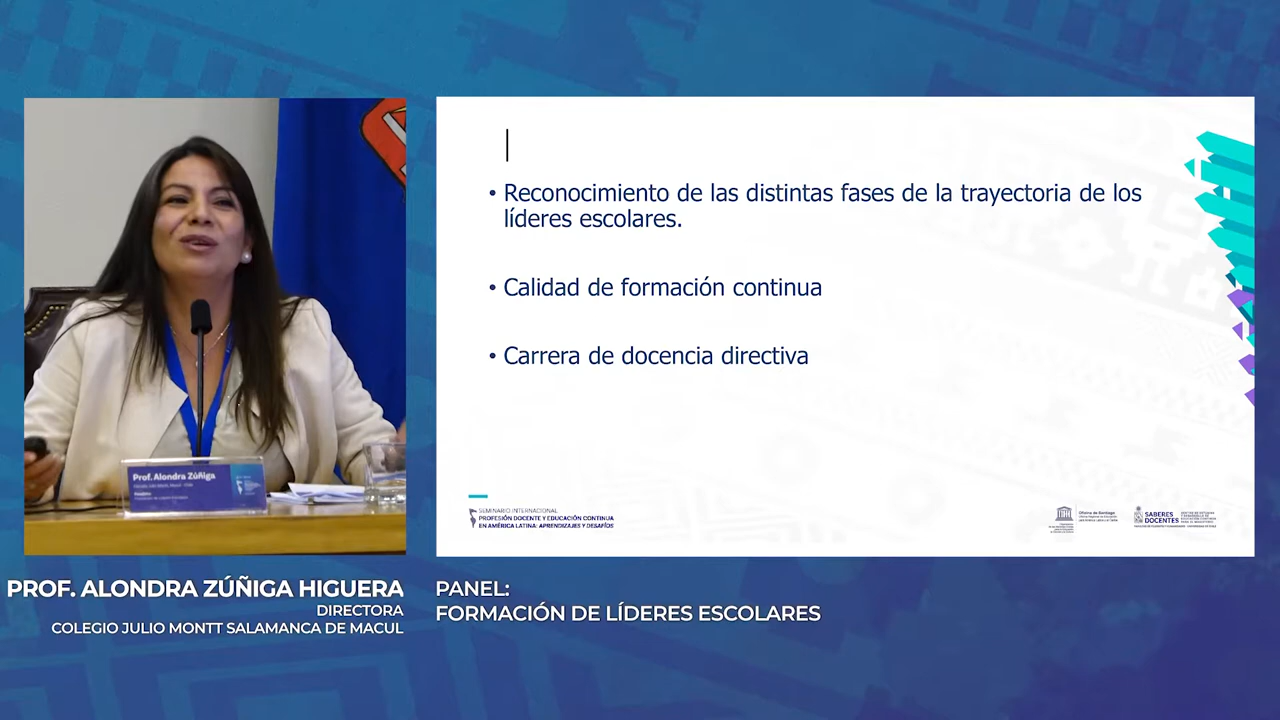 Prof. Alondra Zúñiga
PROF. ALONDRA ZÚÑIGA HIGUERA
DIRECTORA
COLEGIO JULIO MONTT SALAMANCA DE MACUL
• Reconocimiento de las distintas fases de la trayectoria de los
líderes escolares.
• Calidad de formación continua
• Carrera de docencia directiva
SEMINARIO INTERNACIONAL
PROFESIÓN DOCENTE Y EDUCACIÓN CONTINUA
EN AMÉRICA LATINA: APRENDIZAJES Y DESAFÍOS
Oficina de Santiago
SABERES
DOCENTES
PANEL:
FORMACIÓN DE LÍDERES ESCOLARES